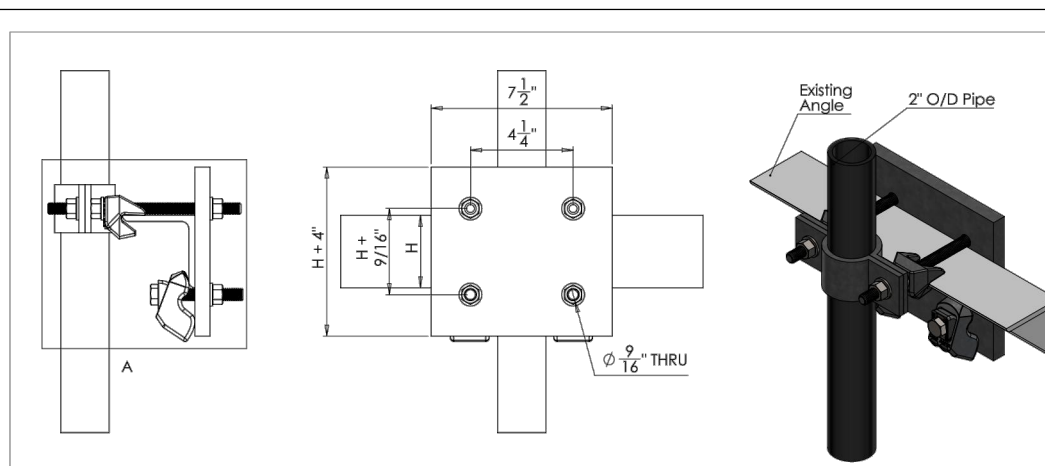 A
7 1/2"
4 1/4"
H + 4"
H +
9/16"
H
Ø 9/16" THRU
Existing
Angle
2" O/D Pipe